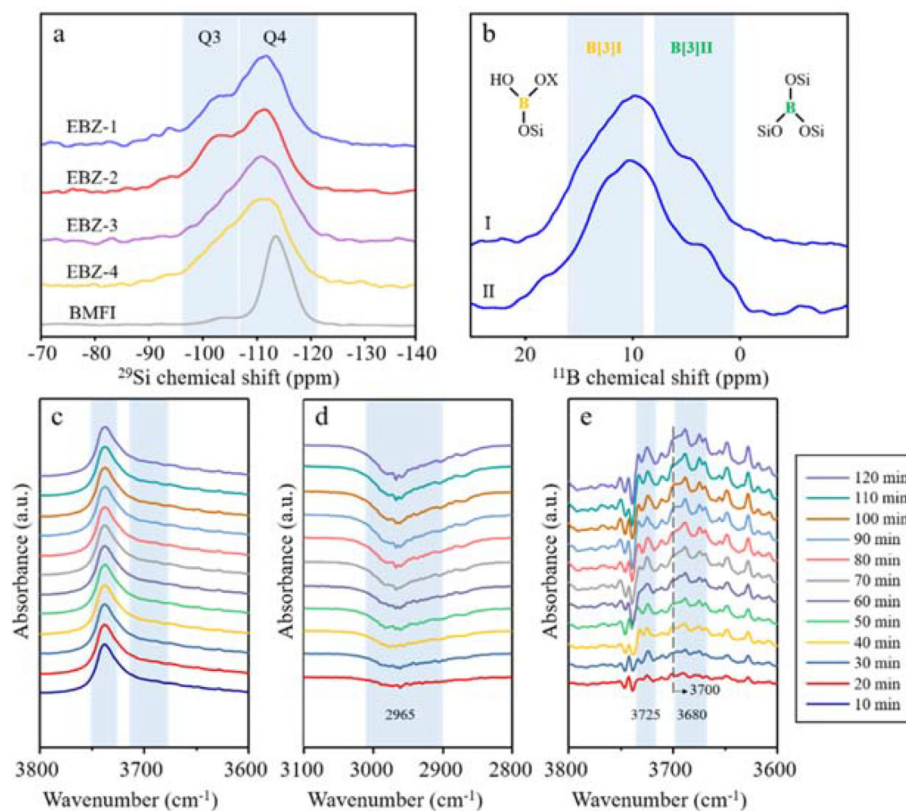 a
Q3
Q4
EBZ-1
EBZ-2
EBZ-3
EBZ-4
BMFI
-70 -80 -90 -100 -110 -120 -130 -140
²⁹Si chemical shift (ppm)
b
B[3]I
B[3]II
HO
OX
B
OSi
OSi
B
SiO
OSi
I
II
20 10 0
¹¹B chemical shift (ppm)
c
Absorbance (a.u.)
3800 3700 3600
Wavenumber (cm⁻¹)
d
Absorbance (a.u.)
2965
3100 3000 2900 2800
Wavenumber (cm⁻¹)
e
Absorbance (a.u.)
3700
3725
3680
3800 3700 3600
Wavenumber (cm⁻¹)
120 min
110 min
100 min
90 min
80 min
70 min
60 min
50 min
40 min
30 min
20 min
10 min